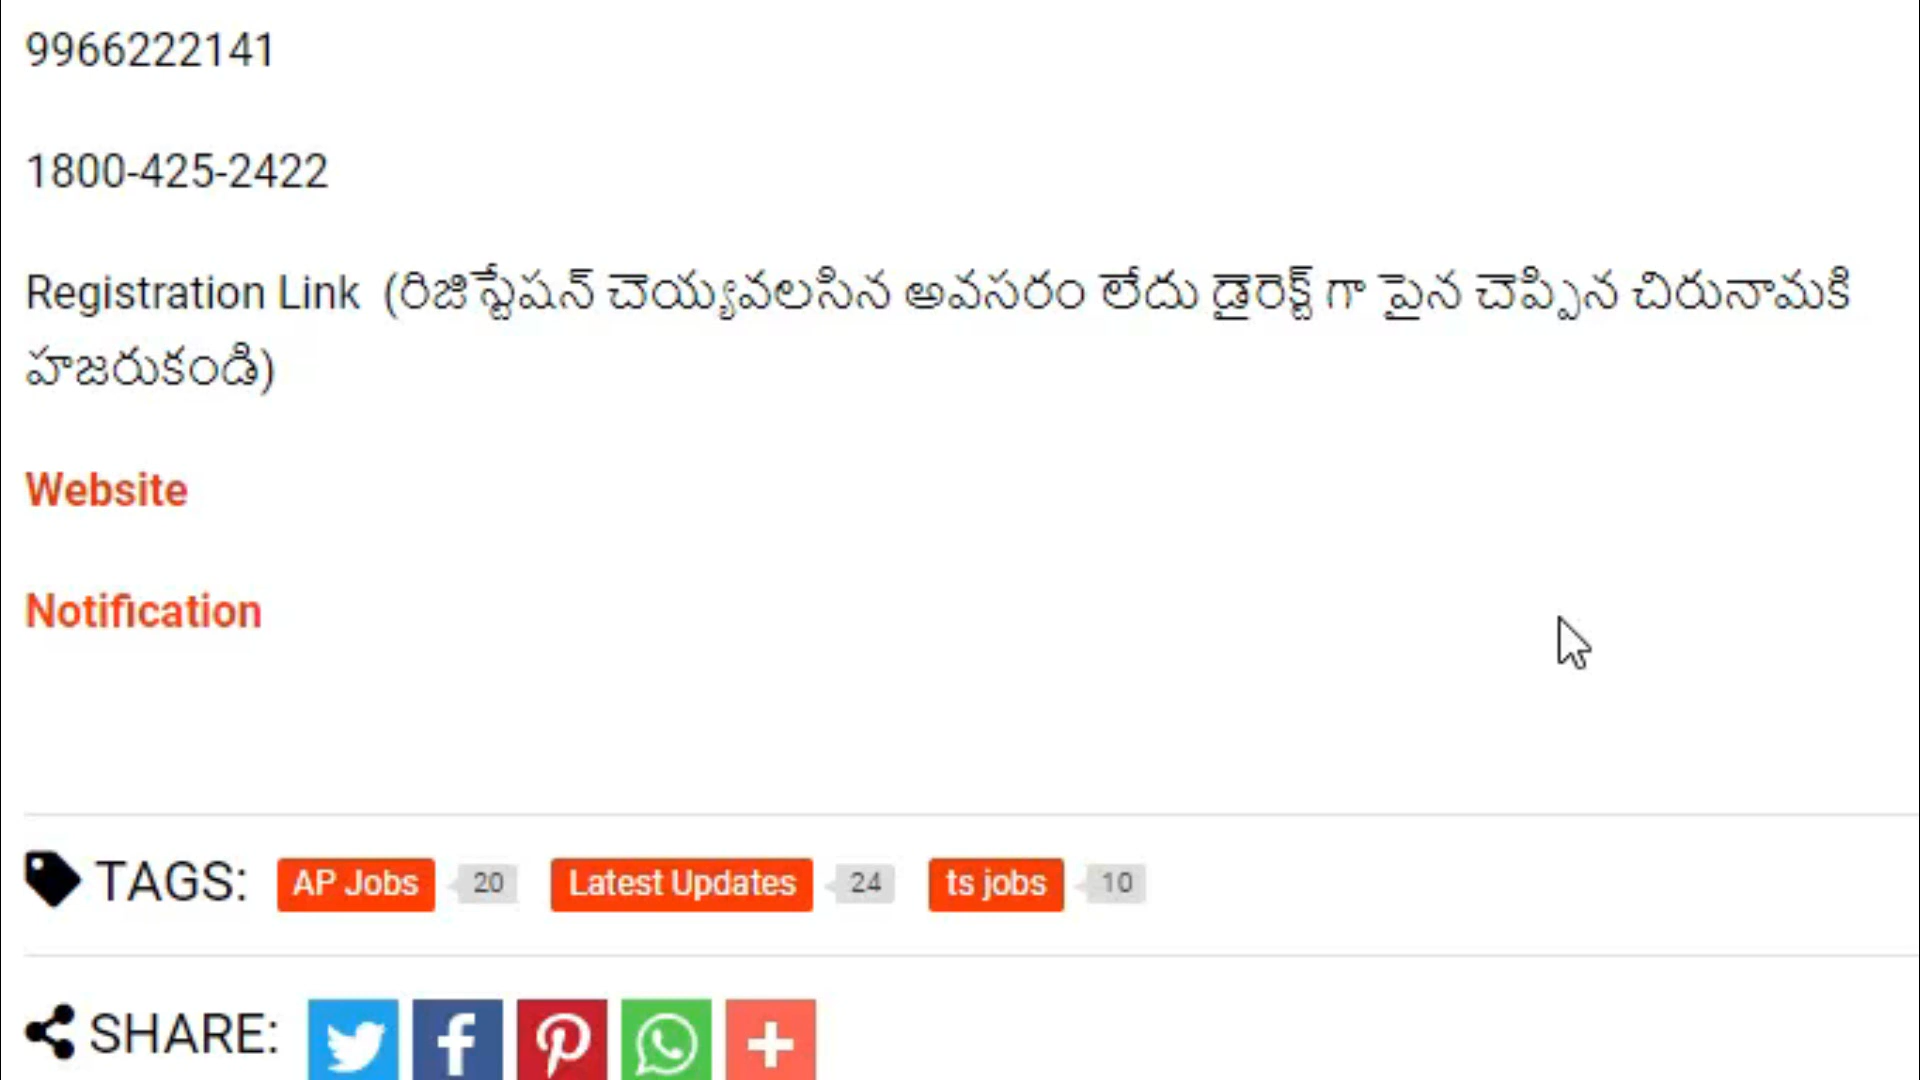 9966222141
1800-425-2422
Registration Link (రిజిస్ట్రేషన్ చెయ్యవలసిన అవసరం లేదు డైరెక్ట్ గా పైన చెప్పిన చిరునామకి
హజరుకండి)
Website
Notification
TAGS: AP Jobs 20 Latest Updates 24 ts jobs 10
SHARE: